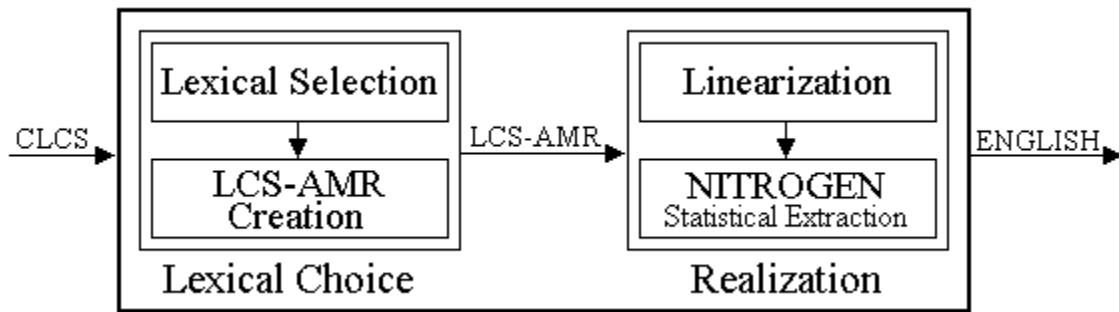 CLCS
Lexical Selection
LCS-AMR
Creation
Lexical Choice
LCS-AMR
Linearization
NITROGEN
Statistical Extraction
Realization
ENGLISH